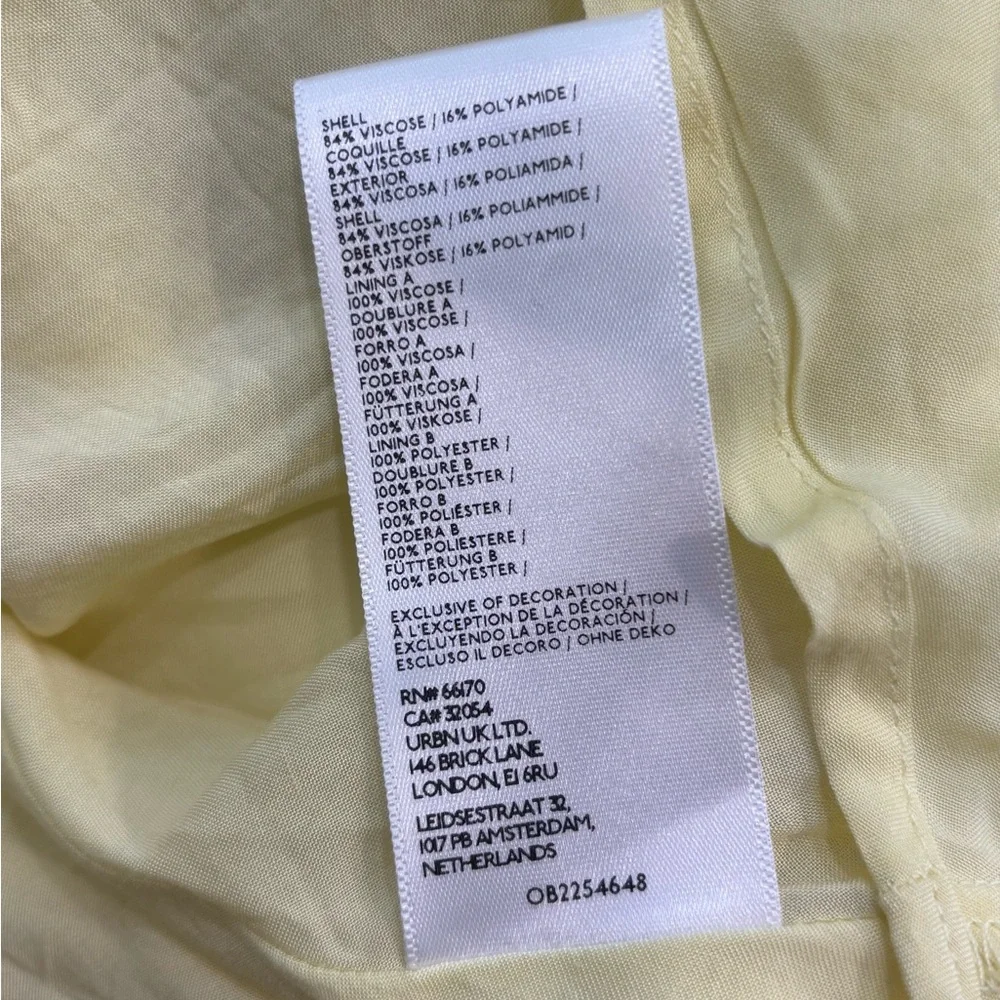 SHELL
84% VISCOSE / 16% POLYAMIDE /
COQUILLE
84% VISCOSE / 16% POLYAMIDE /
EXTERIOR
84% VISCOSA / 16% POLIAMIDA /
SHELL
84% VISCOSA / 16% POLIAMMIDE /
OBERSTOFF
84% VISKOSE / 16% POLYAMID /
LINING A
100% VISCOSE /
DOUBLURE A
100% VISCOSE /
FORRO A
100% VISCOSA /
FODERA A
100% VISCOSA /
FÜTTERUNG A
100% VISKOSE /
LINING B
100% POLYESTER /
DOUBLURE B
100% POLYESTER /
FORRO B
100% POLIÉSTER /
FODERA B
100% POLIESTERE /
FÜTTERUNG B
100% POLYESTER /
EXCLUSIVE OF DECORATION /
À L'EXCEPTION DE LA DÉCORATION /
EXCLUYENDO LA DECORACIÓN /
ESCLUSO IL DECORO / OHNE DEKO
RN# 66170
CA# 32054
URBN UK LTD.
146 BRICK LANE
LONDON, E1 6RU
LEIDSESTRAAT 32,
1017 PB AMSTERDAM,
NETHERLANDS
OB2254648